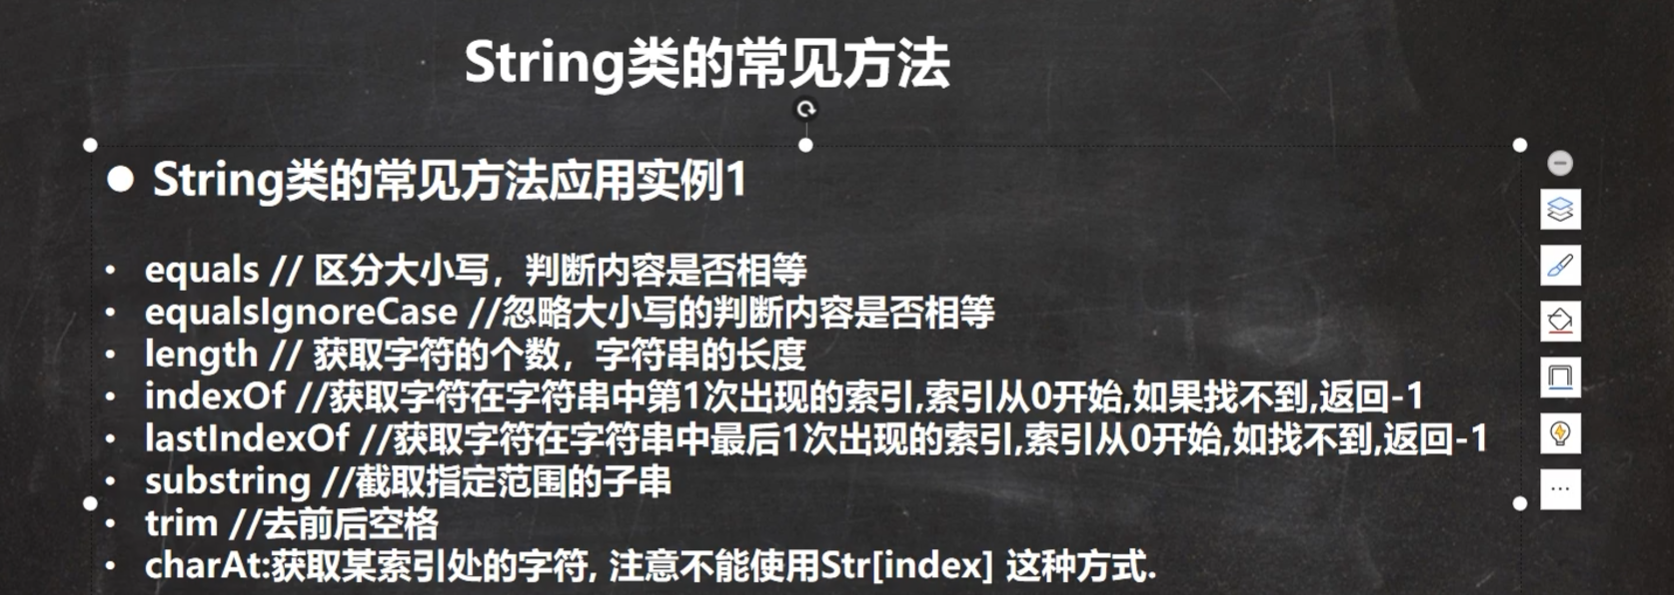 String类的常见方法
● String类的常见方法应用实例1
• equals // 区分大小写，判断内容是否相等
• equalsIgnoreCase //忽略大小写的判断内容是否相等
• length // 获取字符的个数，字符串的长度
• indexOf //获取字符在字符串中第1次出现的索引,索引从0开始,如果找不到,返回-1
• lastIndexOf //获取字符在字符串中最后1次出现的索引,索引从0开始,如找不到,返回-1
• substring //截取指定范围的子串
• trim //去前后空格
• charAt:获取某索引处的字符, 注意不能使用Str[index] 这种方式.